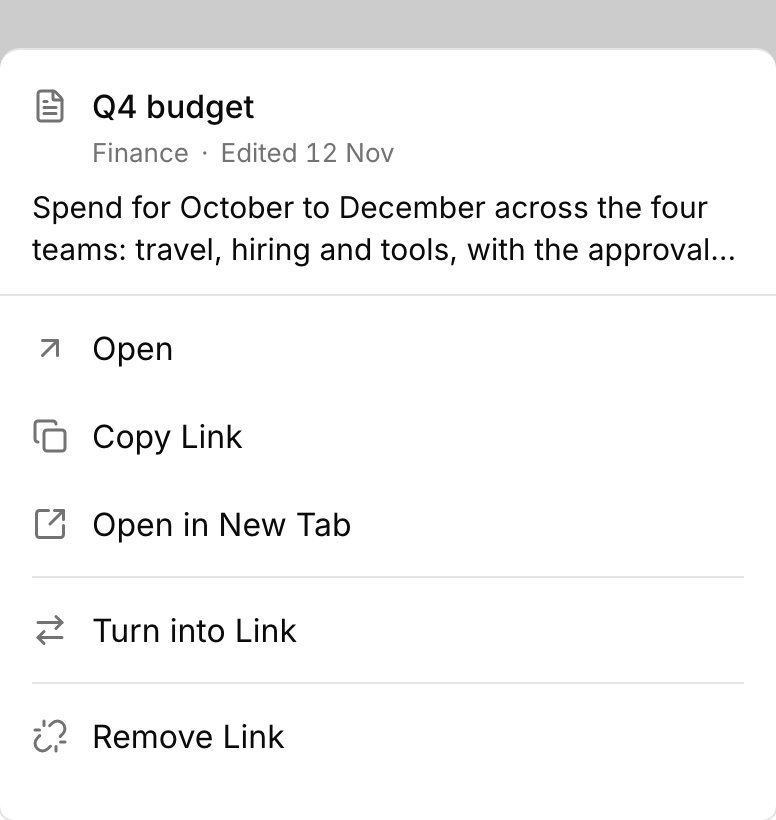 Q4 budget
Finance · Edited 12 Nov
Spend for October to December across the four
teams: travel, hiring and tools, with the approval...
Open
Copy Link
Open in New Tab
Turn into Link
Remove Link